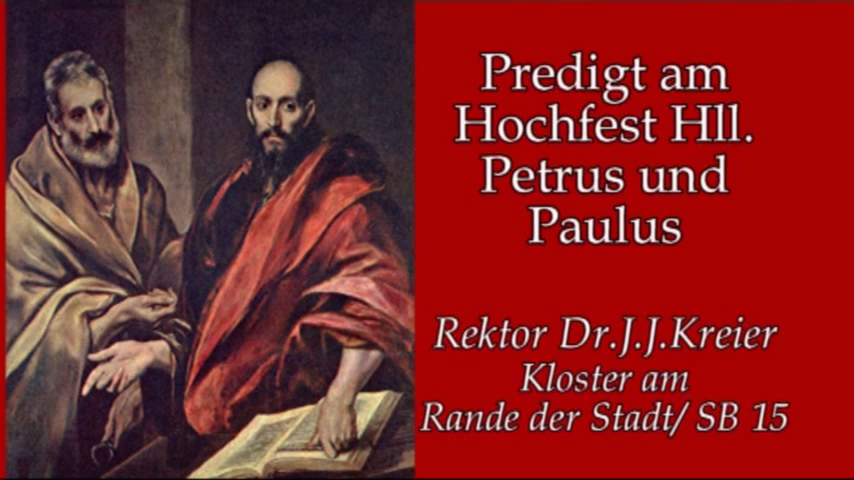 Predigt am
Hochfest Hll.
Petrus und
Paulus
Rektor Dr.J.J.Kreier
Kloster am
Rande der Stadt/ SB 15